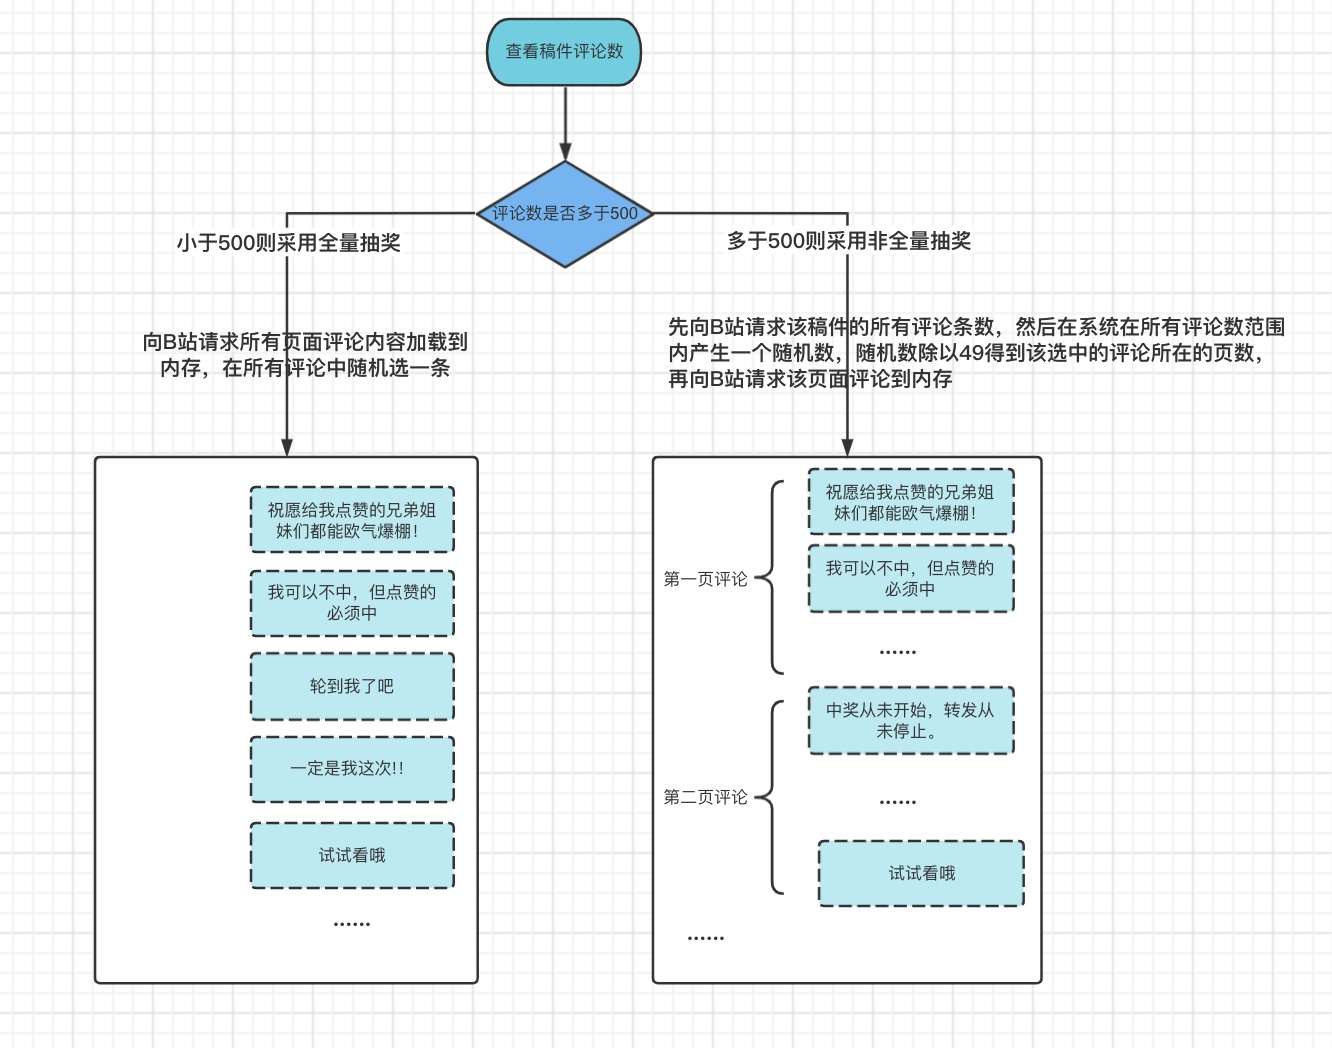 查看稿件评论数
评论数是否多于500
小于500则采用全量抽奖
多于500则采用非全量抽奖
向B站请求所有页面评论内容加载到
内存，在所有评论中随机选一条
先向B站请求该稿件的所有评论条数，然后在系统在所有评论数范围
内产生一个随机数，随机数除以49得到该选中的评论所在的页数，
再向B站请求该页面评论到内存
祝愿给我点赞的兄弟姐
妹们都能欧气爆棚！
我可以不中，但点赞的
必须中
轮到我了吧
一定是我这次!!
试试看哦
......
第一页评论
祝愿给我点赞的兄弟姐
妹们都能欧气爆棚！
我可以不中，但点赞的
必须中
......
第二页评论
中奖从未开始，转发从
未停止。
......
试试看哦
......